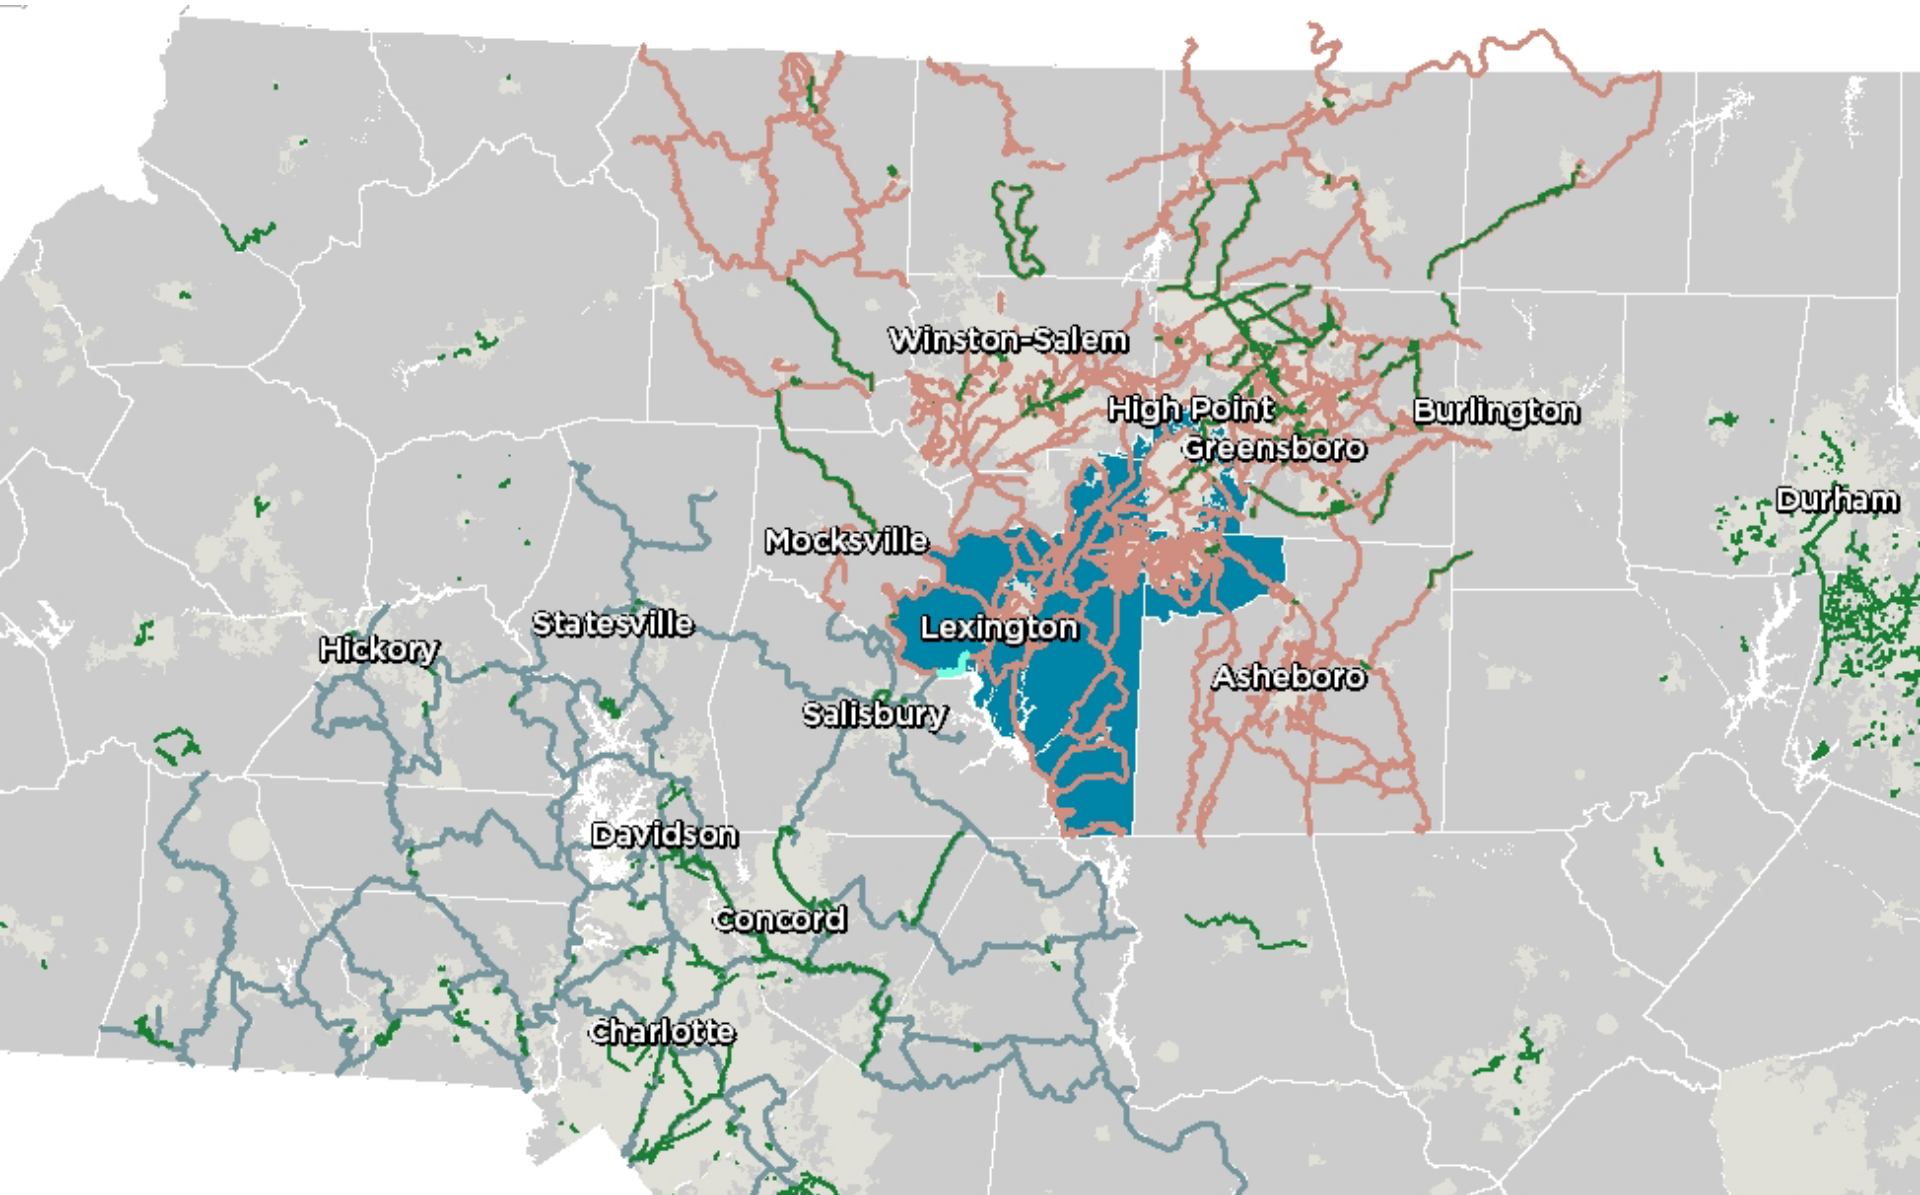 Winston-Salem
High Point
Burlington
Greensboro
Durham
Mocksville
Statesville
Lexington
Hickory
Asheboro
Salisbury
Davidson
Concord
Charlotte